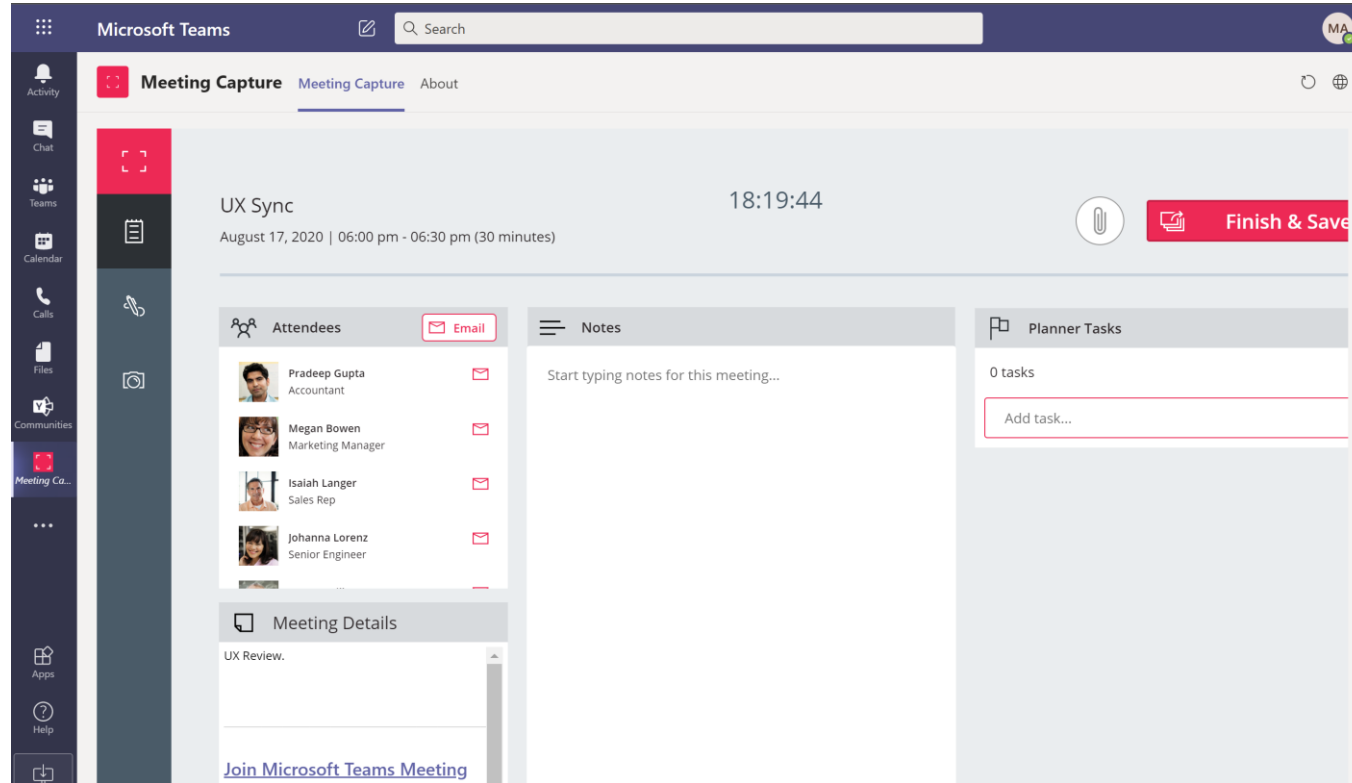 Microsoft Teams
Search
MA
Activity
Chat
Teams
Calendar
Calls
Files
Communities
Meeting Ca...
Apps
Help
Meeting Capture
Meeting Capture
About
UX Sync
August 17, 2020 | 06:00 pm - 06:30 pm (30 minutes)
18:19:44
Finish & Save
Attendees
Email
Pradeep Gupta
Accountant
Megan Bowen
Marketing Manager
Isaiah Langer
Sales Rep
Johanna Lorenz
Senior Engineer
Meeting Details
UX Review.
Join Microsoft Teams Meeting
Notes
Start typing notes for this meeting...
Planner Tasks
0 tasks
Add task...